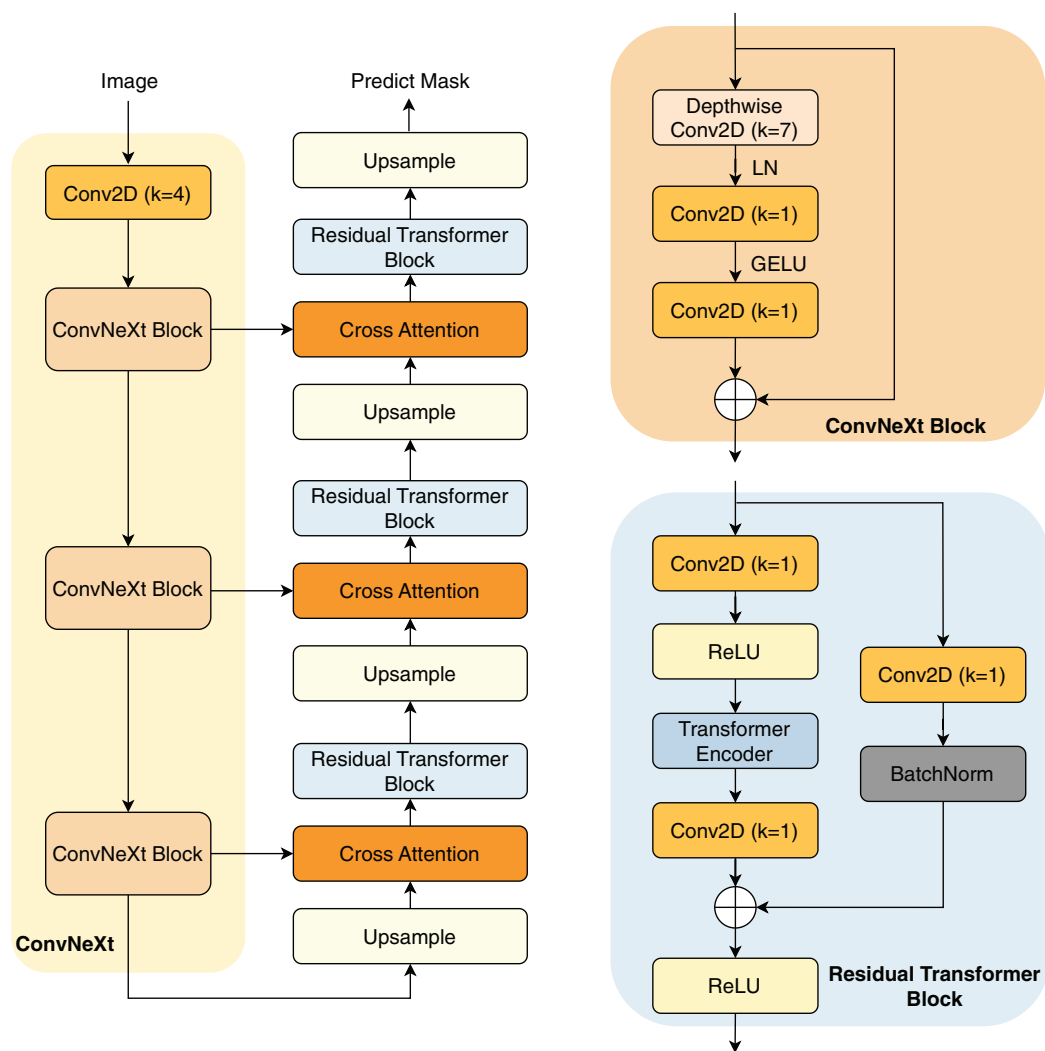 Image
Conv2D (k=4)
ConvNeXt Block
ConvNeXt Block
ConvNeXt Block
ConvNeXt
Predict Mask
Upsample
Residual Transformer
Block
Cross Attention
Upsample
Residual Transformer
Block
Cross Attention
Upsample
Residual Transformer
Block
Cross Attention
Upsample
Depthwise
Conv2D (k=7)
LN
Conv2D (k=1)
GELU
Conv2D (k=1)
ConvNeXt Block
Conv2D (k=1)
ReLU
Transformer
Encoder
Conv2D (k=1)
Conv2D (k=1)
BatchNorm
ReLU
Residual Transformer
Block